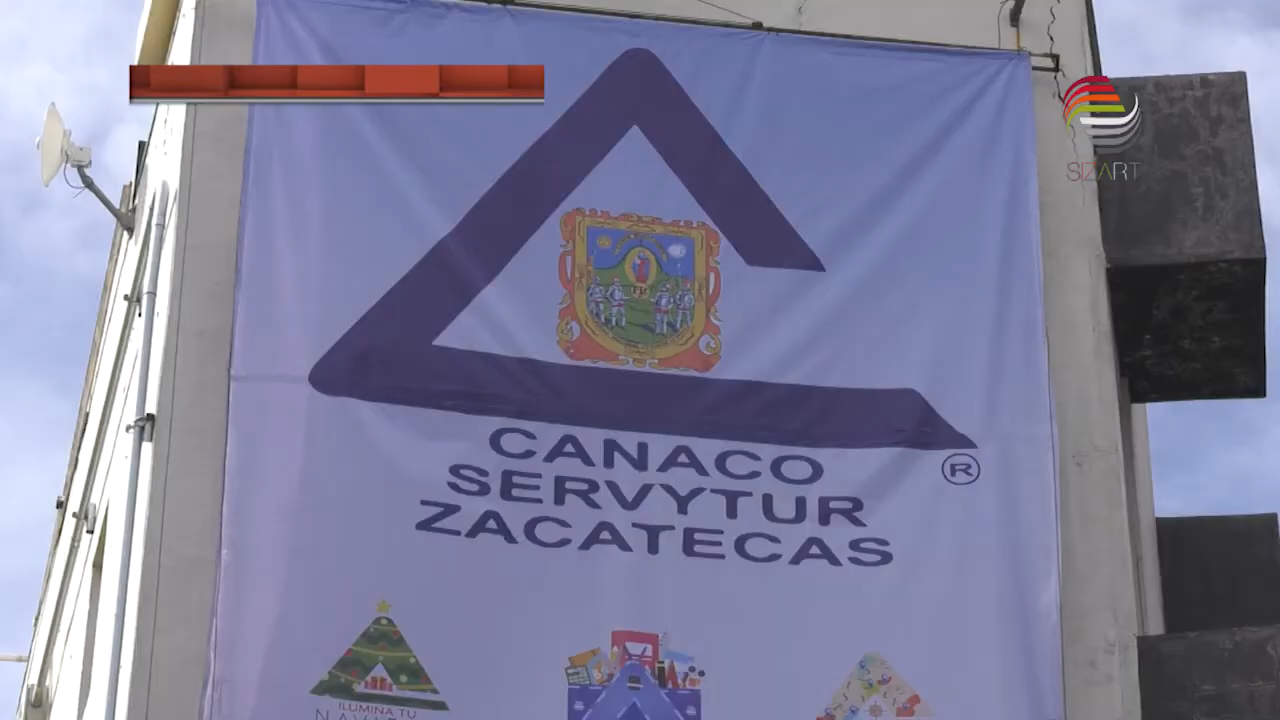 SIZART
CANACO
SERVYTUR
ZACATECAS
®
ILUMINA TU